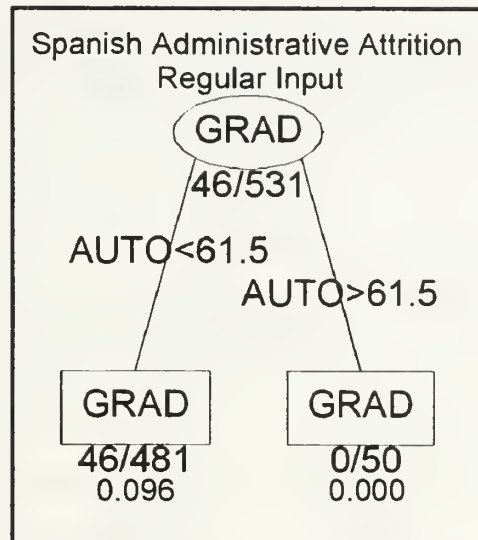 Spanish Administrative Attrition
Regular Input
GRAD
46/531
AUTO<61.5
AUTO>61.5
GRAD
GRAD
46/481
0/50
0.096
0.000